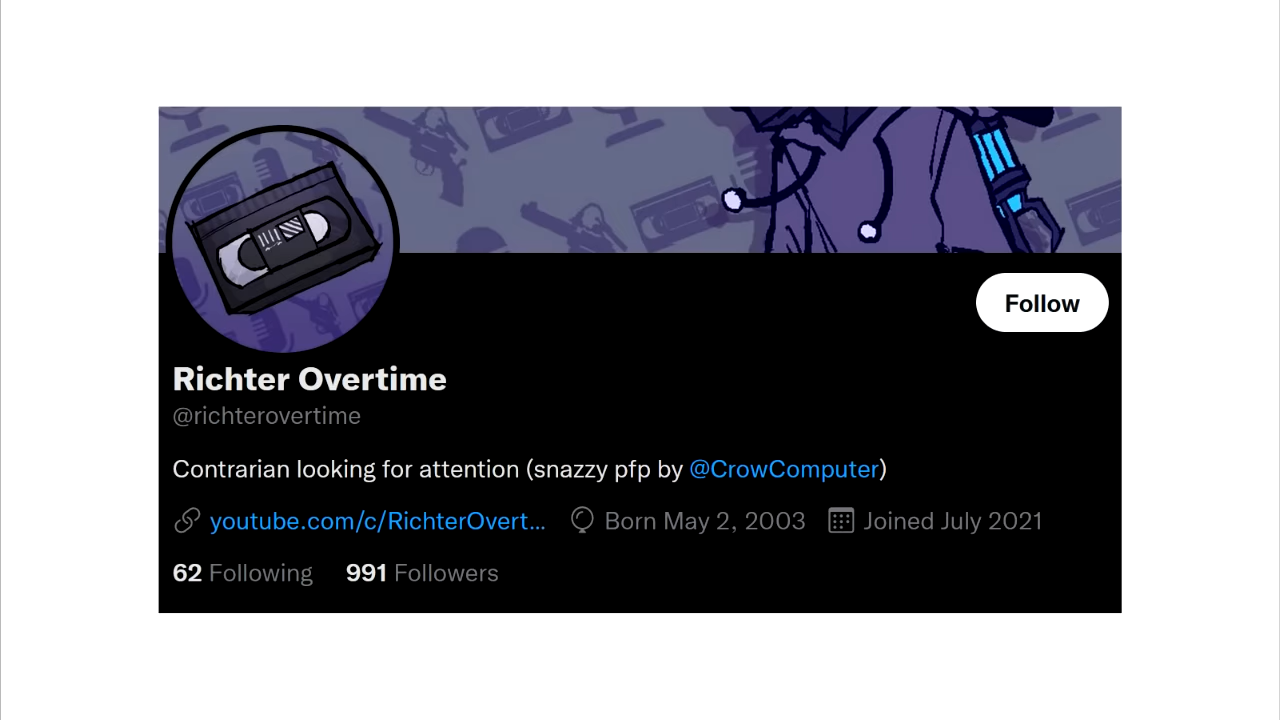 Follow
Richter Overtime
@richterovertime
Contrarian looking for attention (snazzy pfp by @CrowComputer)
youtube.com/c/RichterOvert... Born May 2, 2003 Joined July 2021
62 Following 991 Followers